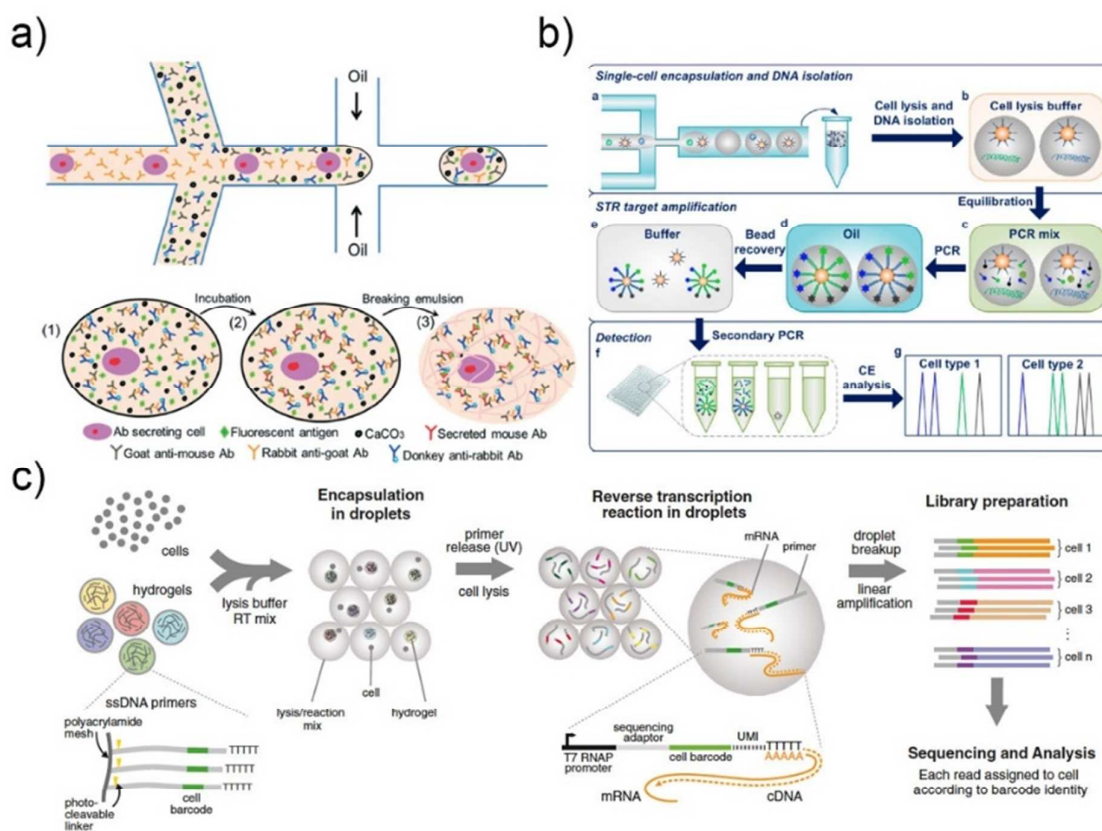 a)
Oil
Oil
(1)
Incubation
(2)
Breaking emulsion
(3)
Ab secreting cell
Fluorescent antigen
CaCO₃
Secreted mouse Ab
Goat anti-mouse Ab
Rabbit anti-goat Ab
Donkey anti-rabbit Ab
b)
Single-cell encapsulation and DNA isolation
a
Cell lysis and
DNA isolation
b
Cell lysis buffer
Equilibration
STR target amplification
e
Buffer
Bead
recovery
d
Oil
PCR
c
PCR mix
Detection
Secondary PCR
f
CE
analysis
g
Cell type 1
Cell type 2
c)
cells
hydrogels
lysis buffer
RT mix
ssDNA primers
polyacrylamide
mesh
TTTTT
TTTTT
TTTTT
photo-
cleavable
linker
cell
barcode
Encapsulation
in droplets
lysis/reaction
mix
cell
hydrogel
primer
release (UV)
cell lysis
Reverse transcription
reaction in droplets
mRNA
primer
T7 RNAP
promoter
sequencing
adaptor
cell barcode
UMI
TTTTT
AAAAA
mRNA
cDNA
droplet
breakup
linear
amplification
Library preparation
cell 1
cell 2
cell 3
⋮
cell n
Sequencing and Analysis
Each read assigned to cell
according to barcode identity